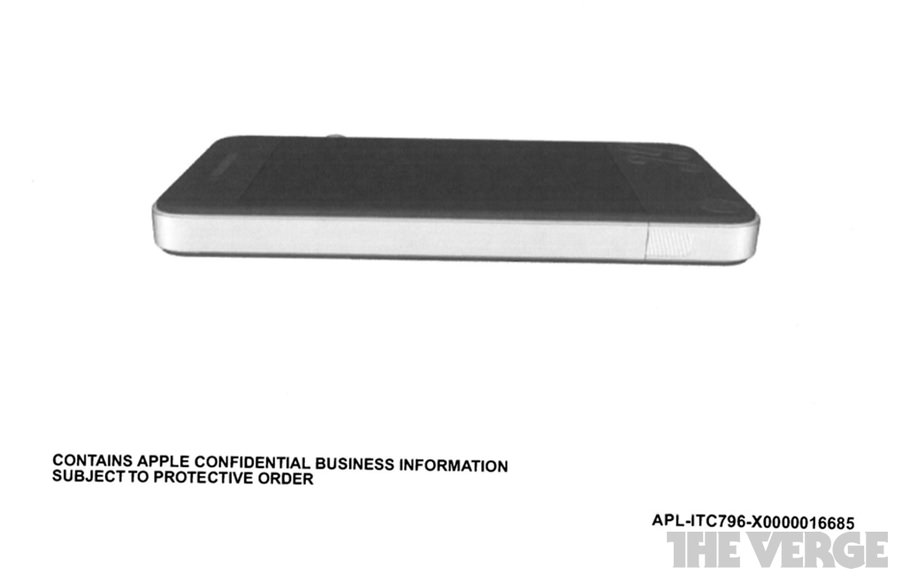 CONTAINS APPLE CONFIDENTIAL BUSINESS INFORMATION
SUBJECT TO PROTECTIVE ORDER
APL-ITC796-X0000016685
THE VERGE